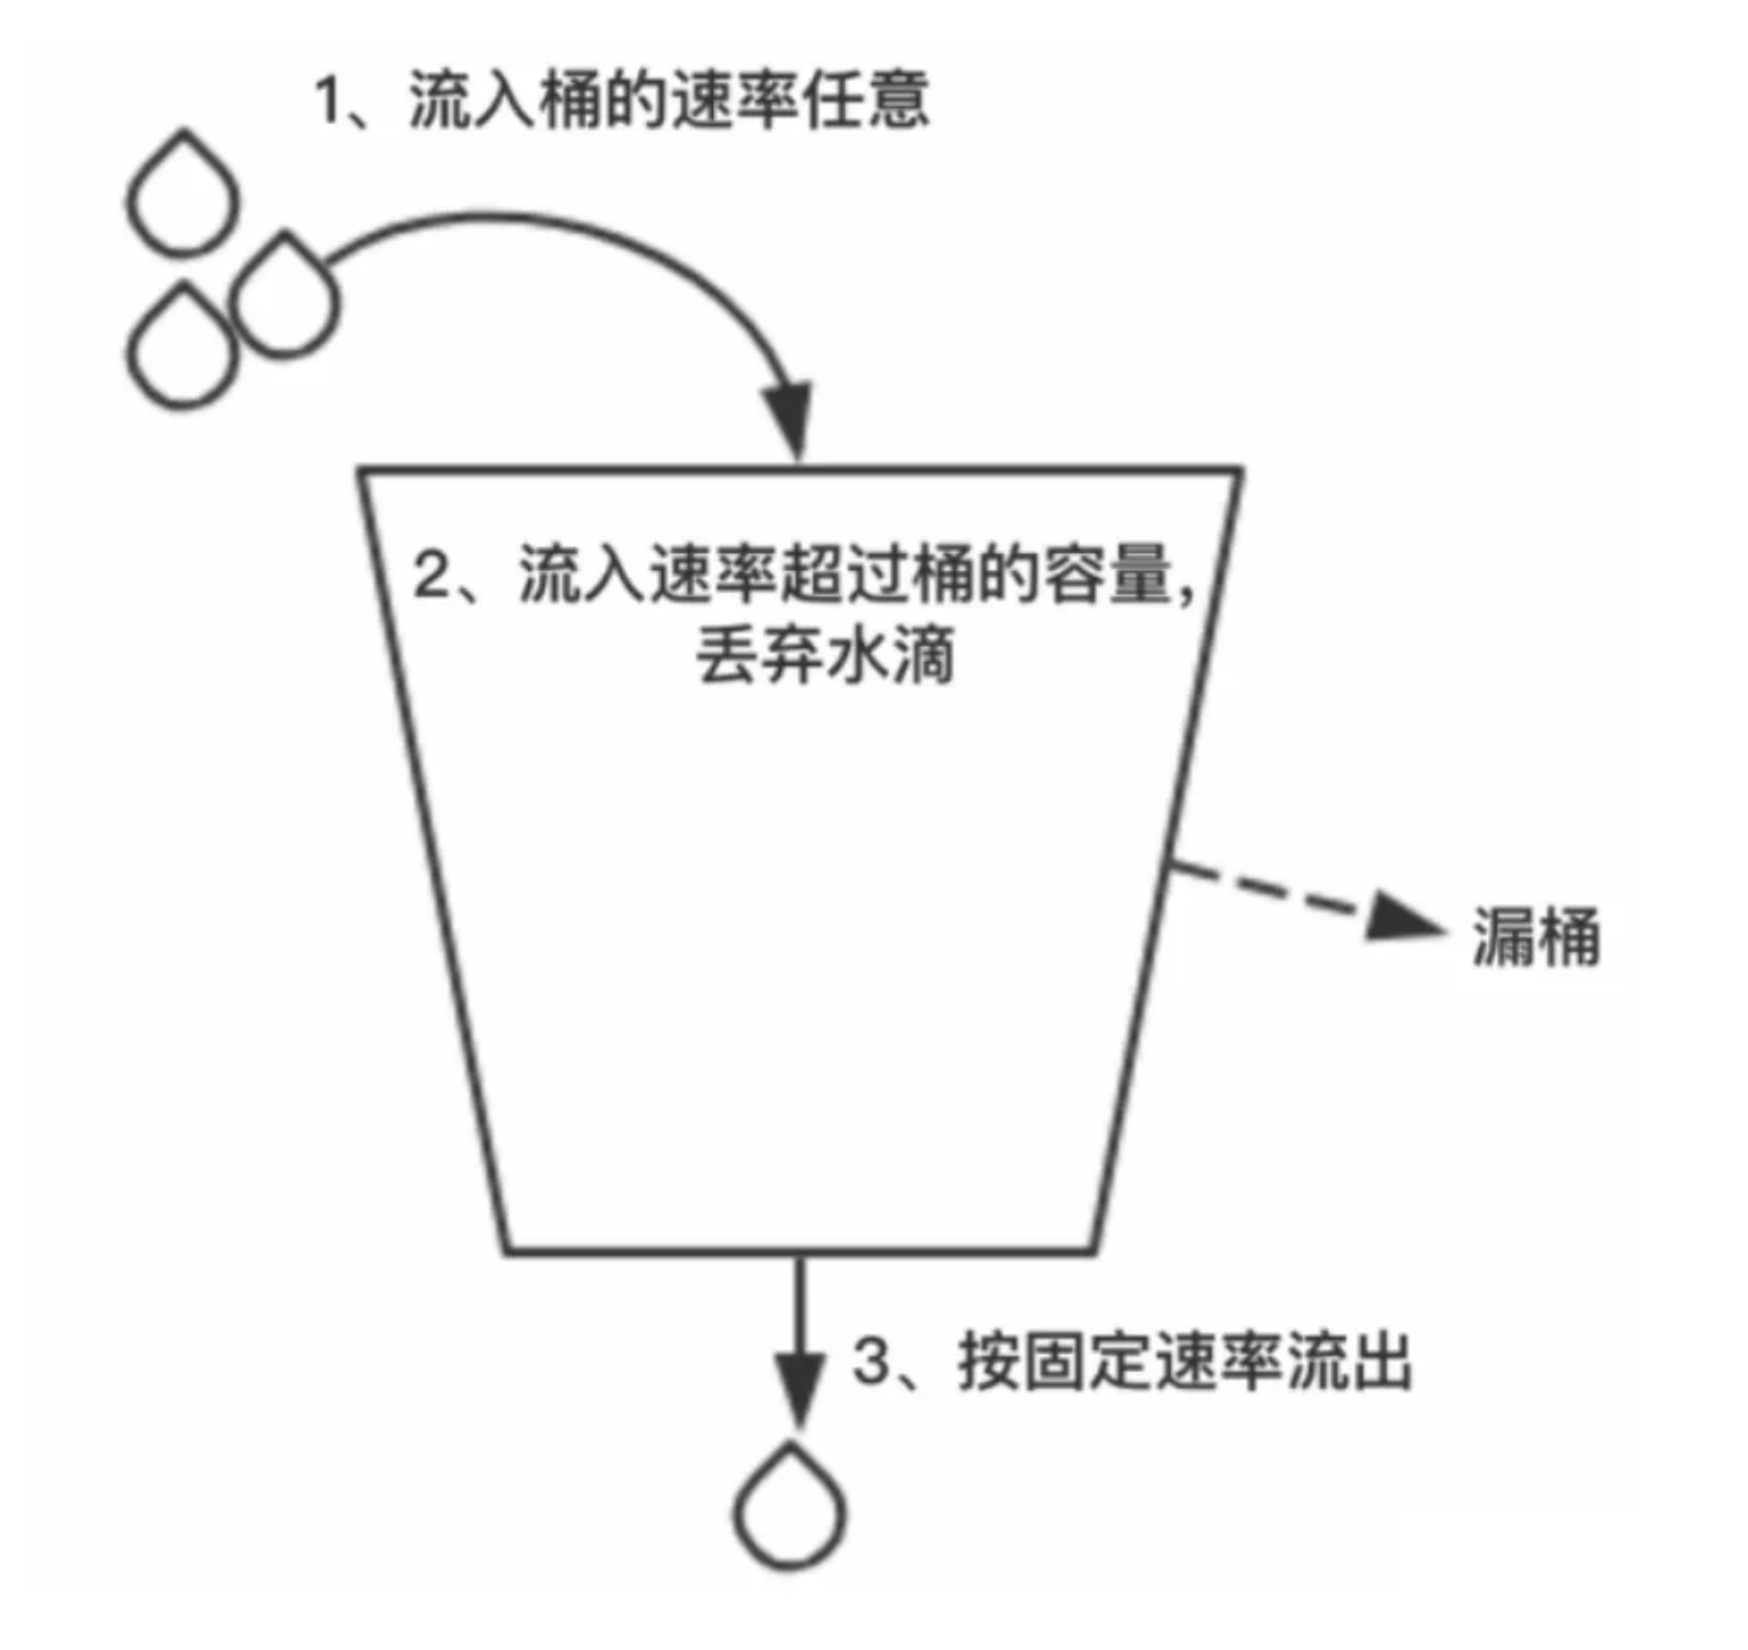 1、流入桶的速率任意
2、流入速率超过桶的容量，
丢弃水滴
漏桶
3、按固定速率流出